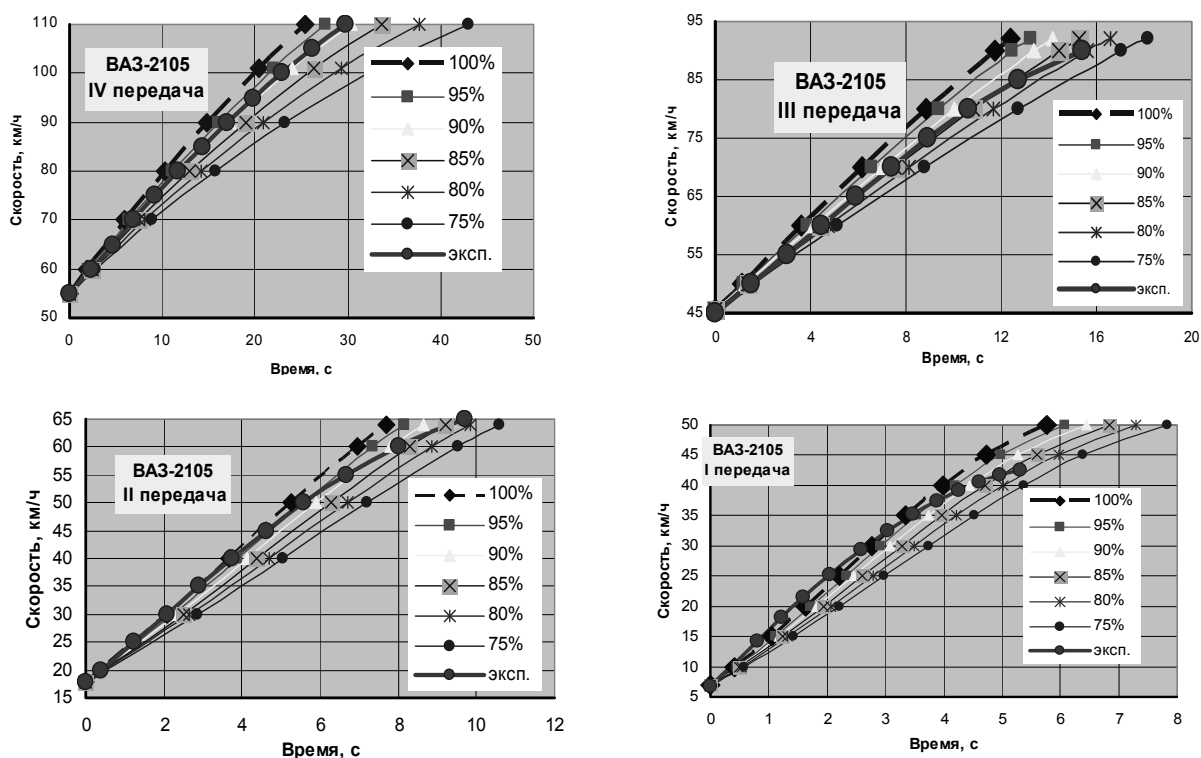 110
100
90
80
70
60
50
Скорость, км/ч
ВАЗ-2105
IV передача
100%
95%
90%
85%
80%
75%
эксп.
0 10 20 30 40 50
Время, с
95
85
75
65
55
45
Скорость, км/ч
ВАЗ-2105
III передача
100%
95%
90%
85%
80%
75%
эксп.
0 4 8 12 16 20
Время, с
65
60
55
50
45
40
35
30
25
20
15
Скорость, км/ч
ВАЗ-2105
II передача
100%
95%
90%
85%
80%
75%
эксп.
0 2 4 6 8 10 12
Время, с
50
45
40
35
30
25
20
15
10
5
Скорость, км/ч
ВАЗ-2105
I передача
100%
95%
90%
85%
80%
75%
эксп.
0 1 2 3 4 5 6 7 8
Время, с